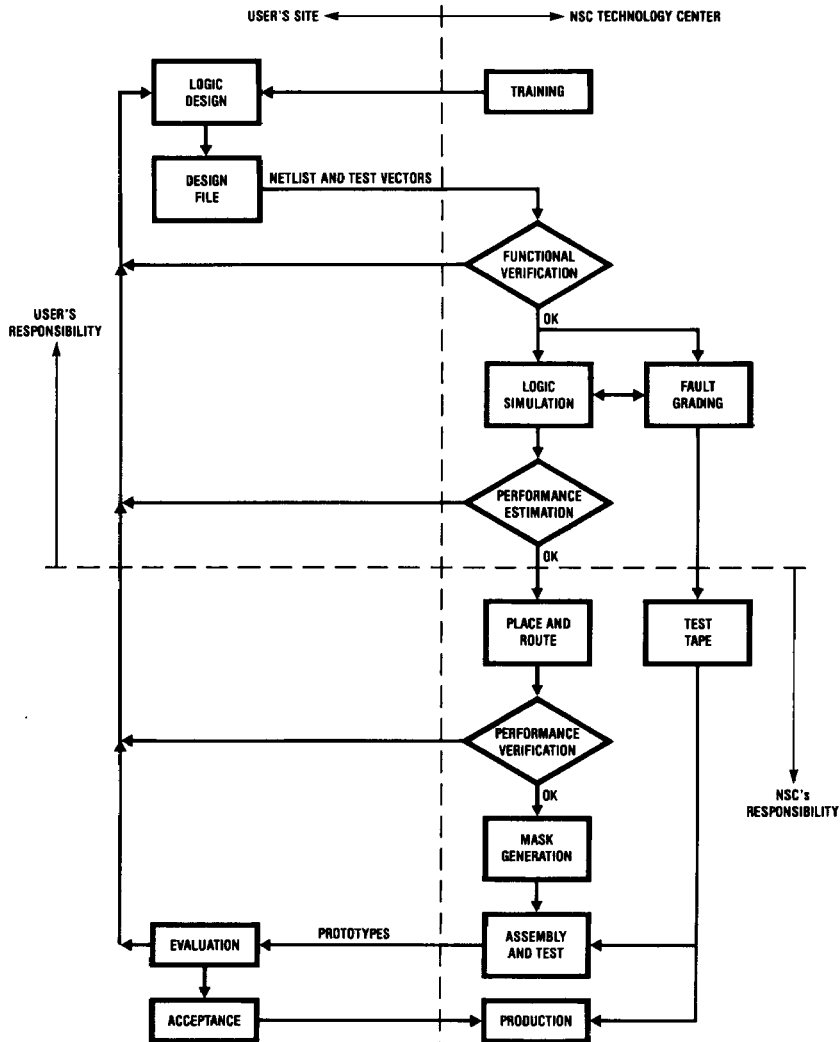 USER'S SITE
NSC TECHNOLOGY CENTER
LOGIC
DESIGN
TRAINING
DESIGN
FILE
NETLIST AND TEST VECTORS
FUNCTIONAL
VERIFICATION
OK
USER'S
RESPONSIBILITY
LOGIC
SIMULATION
FAULT
GRADING
PERFORMANCE
ESTIMATION
OK
PLACE AND
ROUTE
TEST
TAPE
PERFORMANCE
VERIFICATION
OK
NSC's
RESPONSIBILITY
MASK
GENERATION
EVALUATION
PROTOTYPES
ASSEMBLY
AND TEST
ACCEPTANCE
PRODUCTION